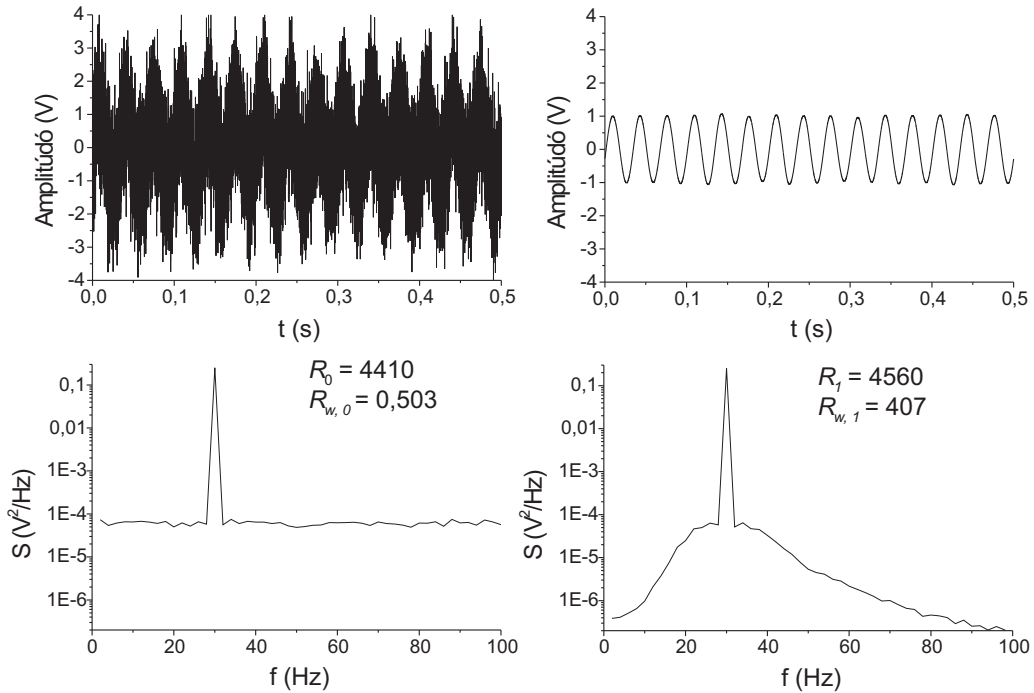 4
3
2
1
0
-1
-2
-3
-4
Amplitúdó (V)
0,0 0,1 0,2 0,3 0,4 0,5
t (s)
4
3
2
1
0
-1
-2
-3
-4
Amplitúdó (V)
0,0 0,1 0,2 0,3 0,4 0,5
t (s)
R0 = 4410
Rw, 0 = 0,503
0,1
0,01
1E-3
1E-4
1E-5
1E-6
S (V²/Hz)
0 20 40 60 80 100
f (Hz)
R1 = 4560
Rw, 1 = 407
0,1
0,01
1E-3
1E-4
1E-5
1E-6
S (V²/Hz)
0 20 40 60 80 100
f (Hz)